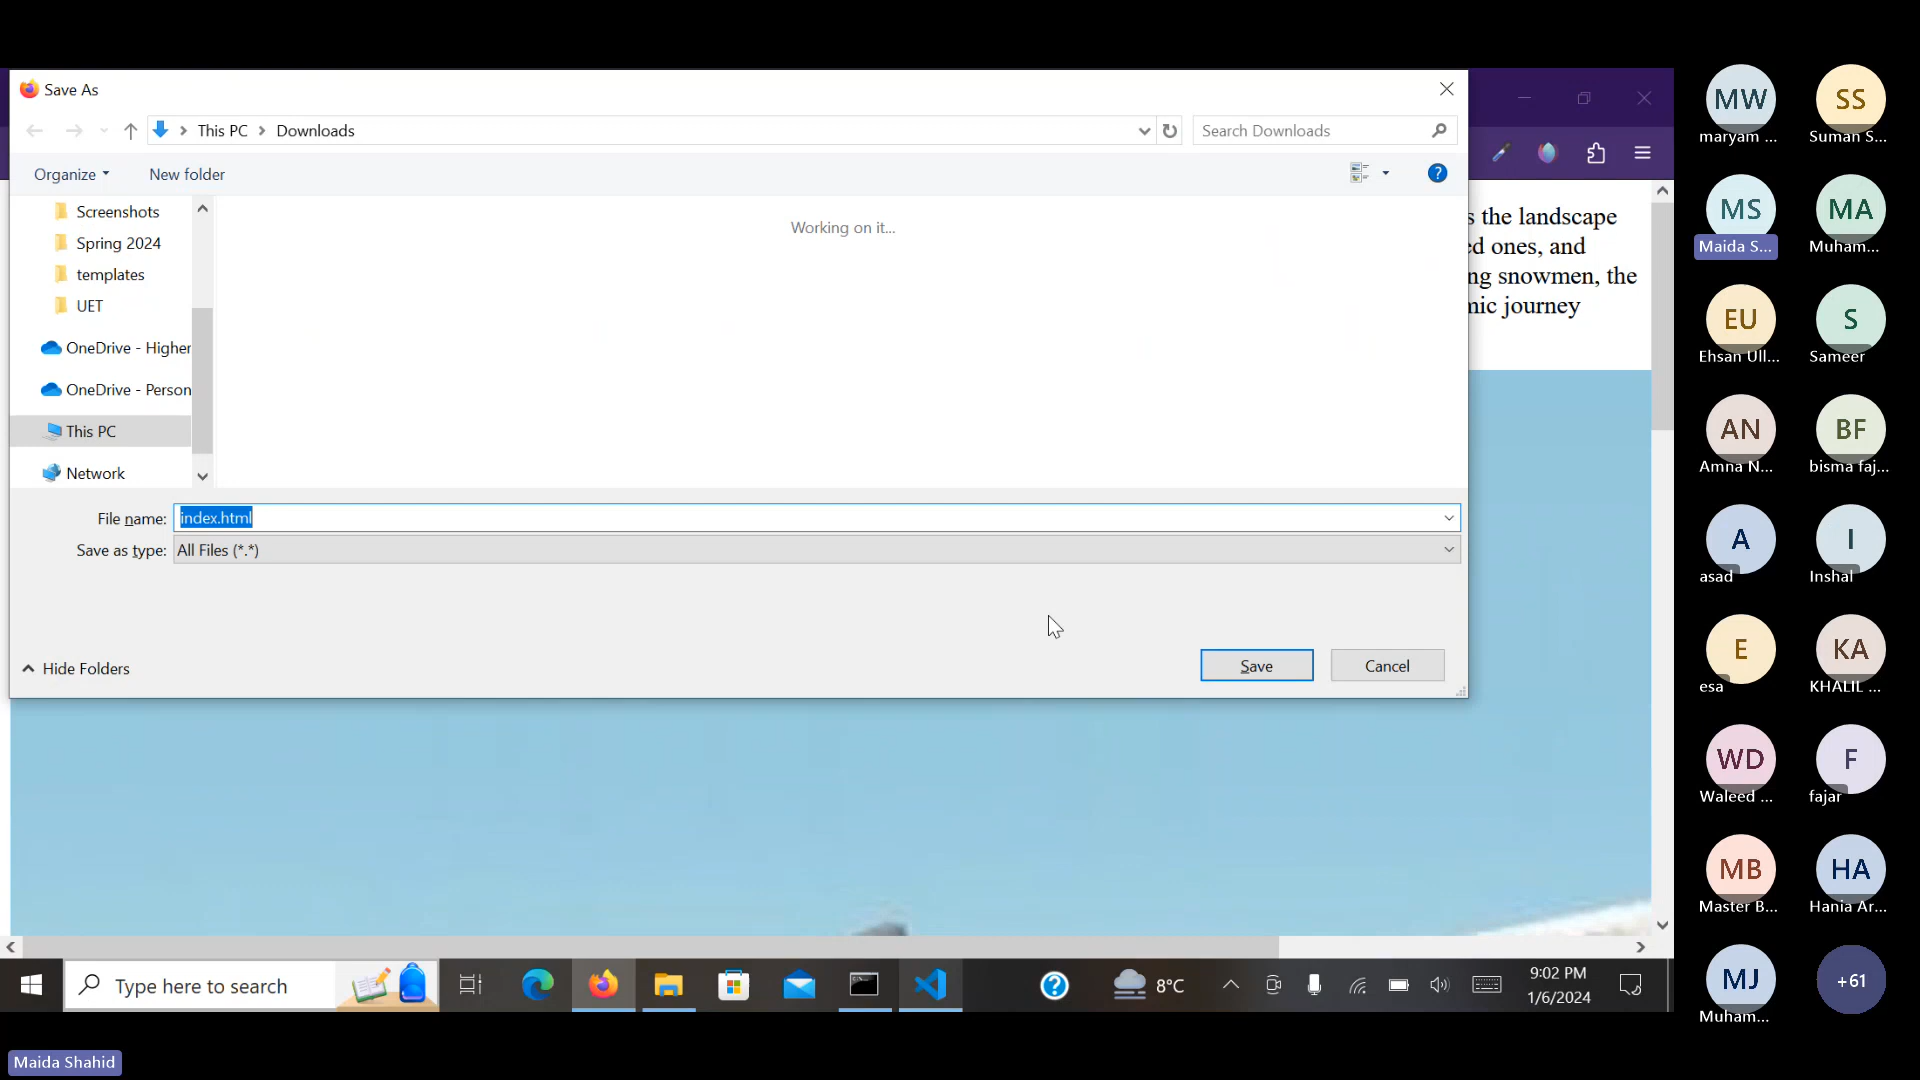 Save As
This PC
Downloads
Search Downloads
Organize
New folder
?
Screenshots
Spring 2024
templates
UET
OneDrive - Higher
OneDrive - Person
This PC
Network
Working on it...
File name:
index.html
Save as type:
All Files (*.*)
Hide Folders
Save
Cancel
s the landscape
ed ones, and
ng snowmen, the
mic journey
Type here to search
?
8°C
9:02 PM
1/6/2024
Maida Shahid
MW
maryam ...
SS
Suman S...
MS
Maida S...
MA
Muham...
EU
Ehsan Ull...
S
Sameer
AN
Amna N...
BF
bisma faj...
A
asad
I
Inshal
E
esa
KA
KHALIL ...
WD
Waleed ...
F
fajar
MB
Master B...
HA
Hania Ar...
MJ
Muham...
+61